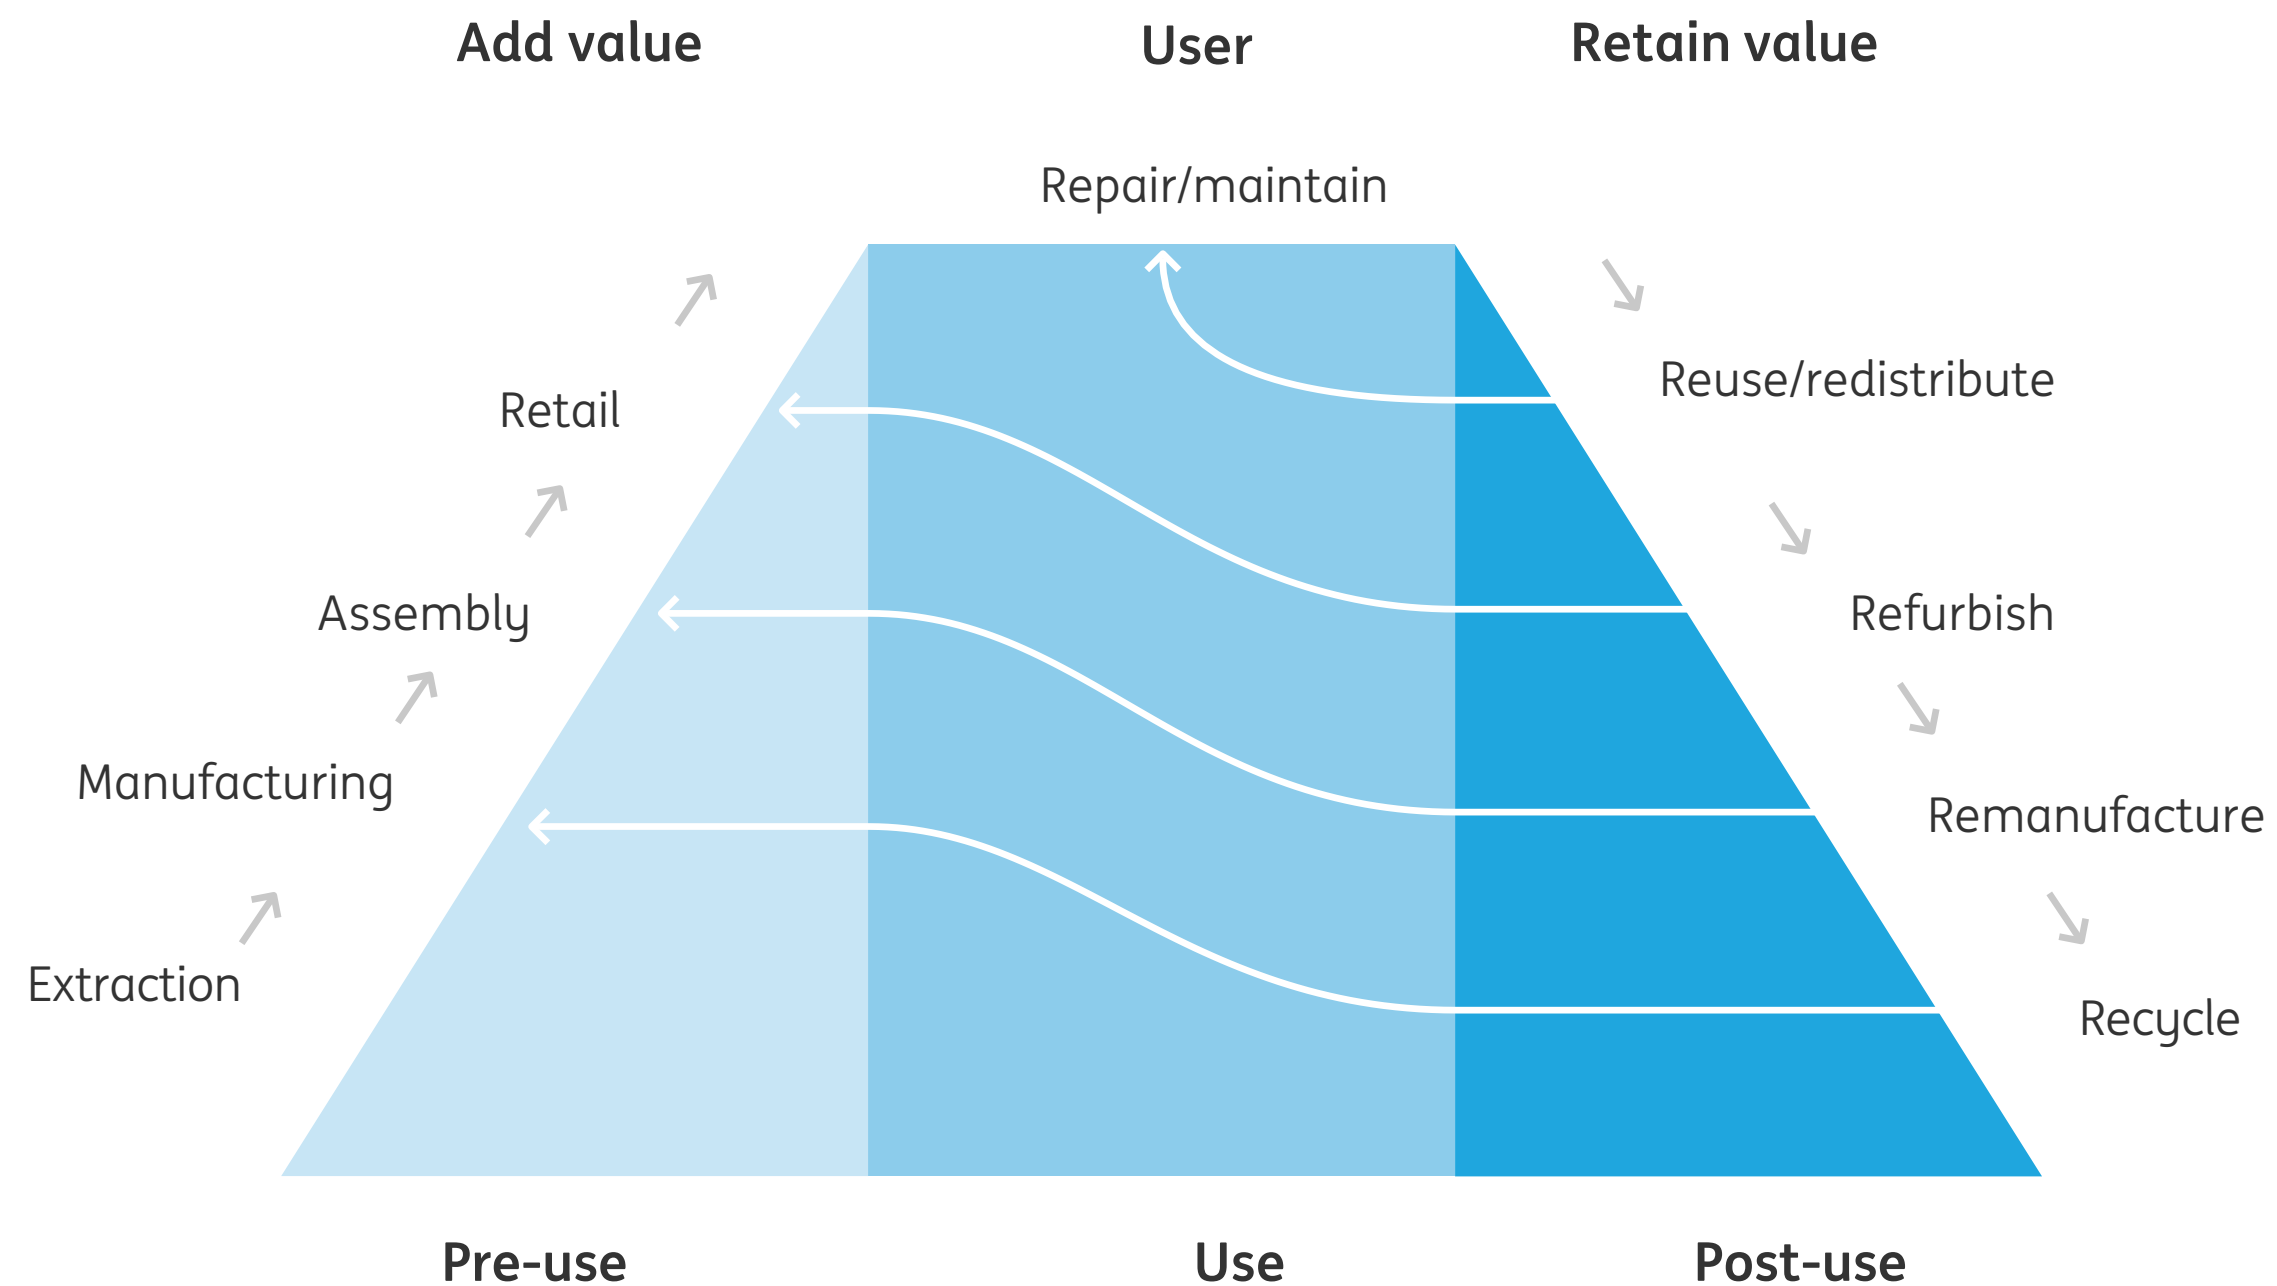 Add value
User
Retain value
Repair/maintain
Retail
Reuse/redistribute
Assembly
Refurbish
Manufacturing
Remanufacture
Extraction
Recycle
Pre-use
Use
Post-use